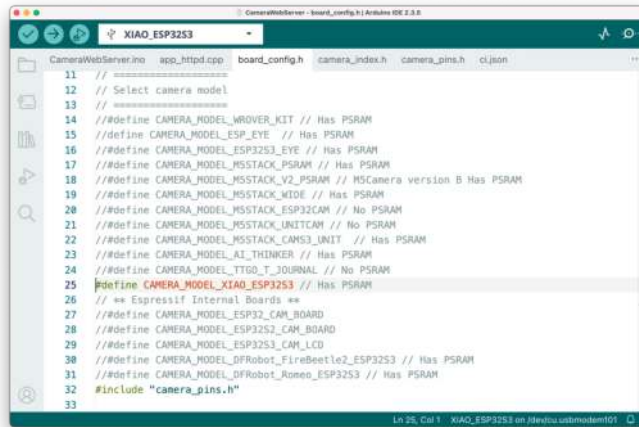 CameraWebServer - board_config.h | Arduino IDE 2.3.6
XIAO_ESP32S3
CameraWebServer.ino app_httpd.cpp board_config.h camera_index.h camera_pins.h ci.json ...
11 // ===================
12 // Select camera model
13 // ===================
14 //#define CAMERA_MODEL_WROVER_KIT // Has PSRAM
15 //define CAMERA_MODEL_ESP_EYE // Has PSRAM
16 //#define CAMERA_MODEL_ESP32S3_EYE // Has PSRAM
17 //#define CAMERA_MODEL_M5STACK_PSRAM // Has PSRAM
18 //#define CAMERA_MODEL_M5STACK_V2_PSRAM // M5Camera version B Has PSRAM
19 //#define CAMERA_MODEL_M5STACK_WIDE // Has PSRAM
20 //#define CAMERA_MODEL_M5STACK_ESP32CAM // No PSRAM
21 //#define CAMERA_MODEL_M5STACK_UNITCAM // No PSRAM
22 //#define CAMERA_MODEL_M5STACK_CAMS3_UNIT // Has PSRAM
23 //#define CAMERA_MODEL_AI_THINKER // Has PSRAM
24 //#define CAMERA_MODEL_TTGO_T_JOURNAL // No PSRAM
25 #define CAMERA_MODEL_XIAO_ESP32S3 // Has PSRAM
26 // ** Espressif Internal Boards **
27 //#define CAMERA_MODEL_ESP32_CAM_BOARD
28 //#define CAMERA_MODEL_ESP32S2_CAM_BOARD
29 //#define CAMERA_MODEL_ESP32S3_CAM_LCD
30 //#define CAMERA_MODEL_DFRobot_FireBeetle2_ESP32S3 // Has PSRAM
31 //#define CAMERA_MODEL_DFRobot_Romeo_ESP32S3 // Has PSRAM
32 #include "camera_pins.h"
33
Ln 25, Col 1 XIAO_ESP32S3 on /dev/cu.usbmodem101